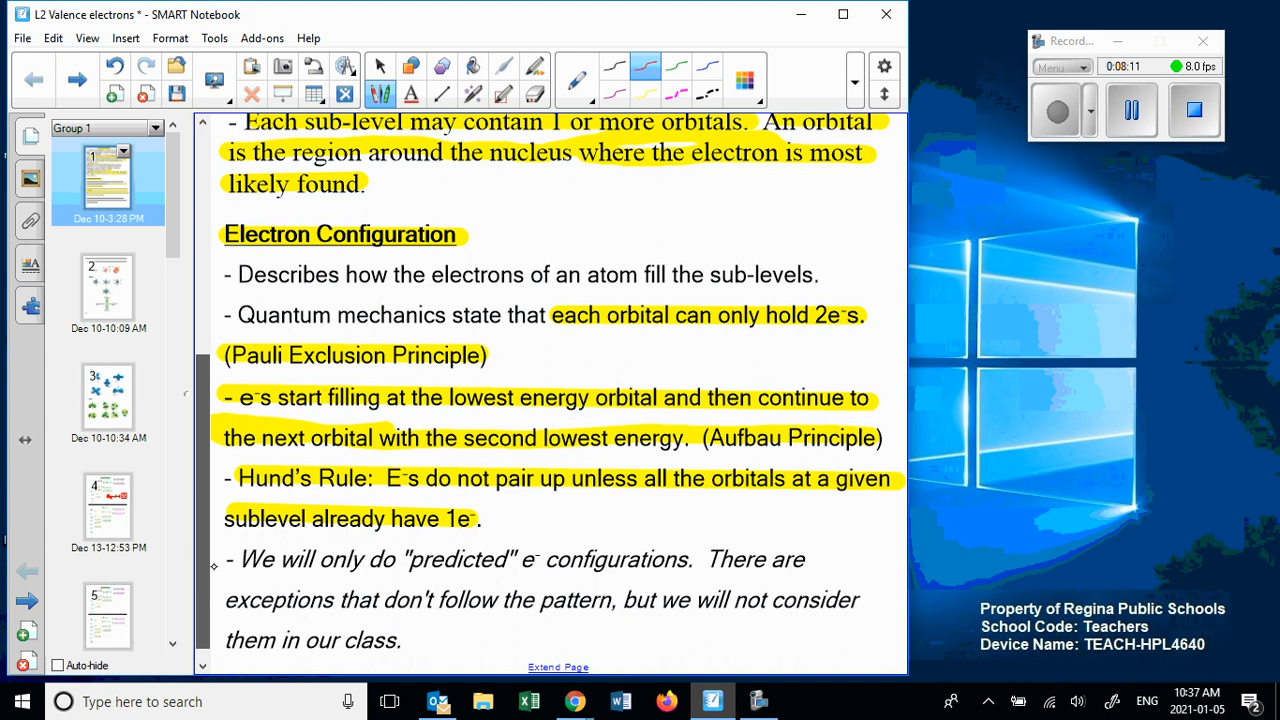 L2 Valence electrons * - SMART Notebook
File Edit View Insert Format Tools Add-ons Help
Record...
Menu 0:08:11 8.0 fps
Group 1
1
Dec 10-3:28 PM
2
Dec 10-10:09 AM
3
Dec 10-10:34 AM
4
Dec 13-12:53 PM
5
Auto-hide
- Each sub-level may contain 1 or more orbitals. An orbital
is the region around the nucleus where the electron is most
likely found.
Electron Configuration
- Describes how the electrons of an atom fill the sub-levels.
- Quantum mechanics state that each orbital can only hold 2e⁻s.
(Pauli Exclusion Principle)
- e⁻s start filling at the lowest energy orbital and then continue to
the next orbital with the second lowest energy. (Aufbau Principle)
- Hund's Rule: E⁻s do not pair up unless all the orbitals at a given
sublevel already have 1e⁻.
- We will only do "predicted" e⁻ configurations. There are
exceptions that don't follow the pattern, but we will not consider
them in our class.
Extend Page
Property of Regina Public Schools
School Code: Teachers
Device Name: TEACH-HPL4640
Type here to search
ENG
10:37 AM
2021-01-05
2